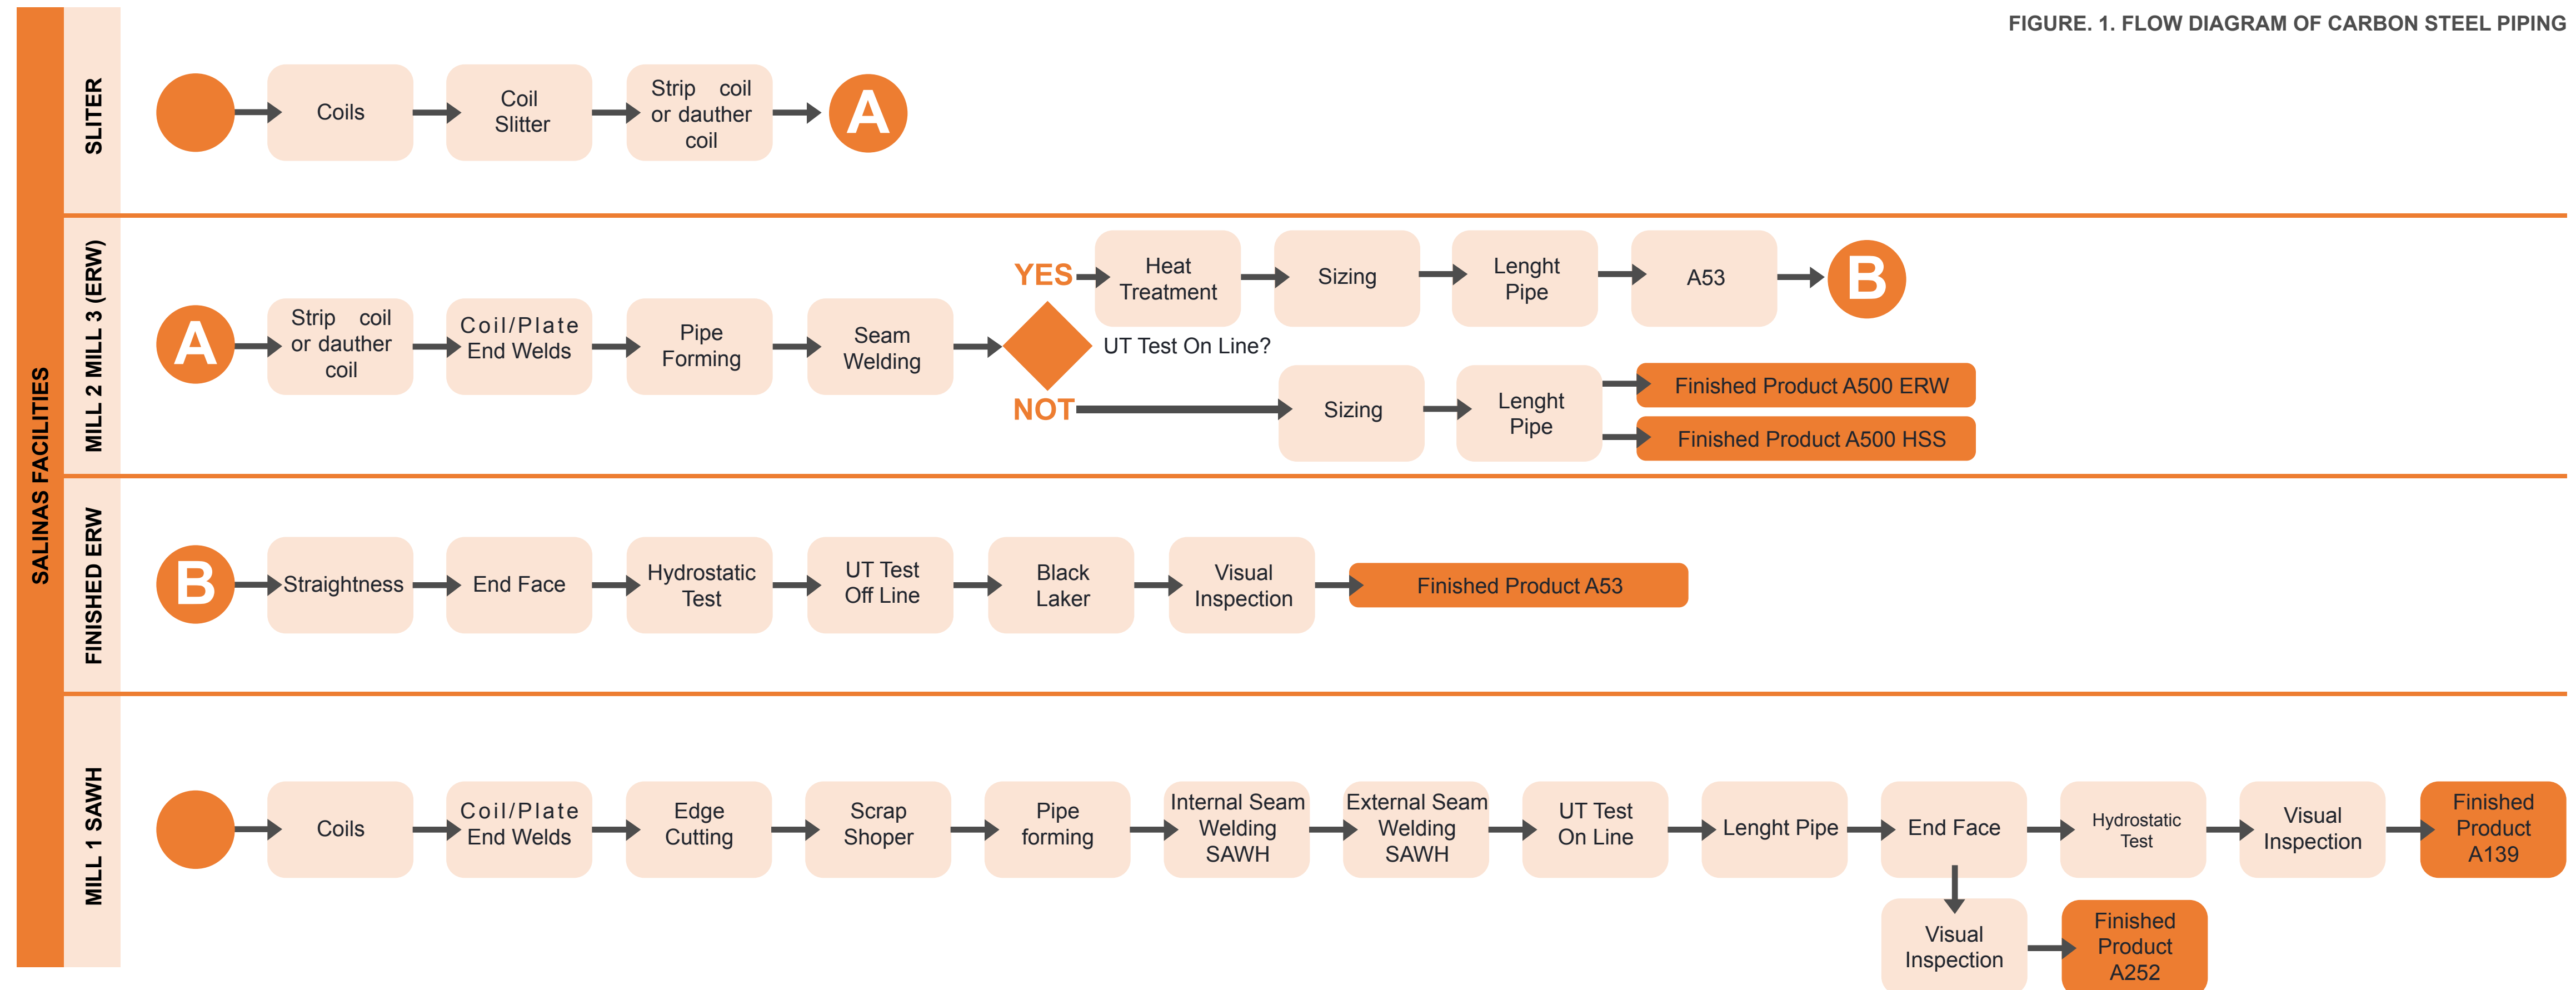 FIGURE. 1. FLOW DIAGRAM OF CARBON STEEL PIPING
SALINAS FACILITIES
SLITER
Coils
Coil
Slitter
Strip coil
or dauther
coil
A
MILL 2 MILL 3 (ERW)
A
Strip coil
or dauther
coil
Coil/Plate
End Welds
Pipe
Forming
Seam
Welding
UT Test On Line?
YES
Heat
Treatment
Sizing
Lenght
Pipe
A53
B
NOT
Sizing
Lenght
Pipe
Finished Product A500 ERW
Finished Product A500 HSS
FINISHED ERW
B
Straightness
End Face
Hydrostatic
Test
UT Test
Off Line
Black
Laker
Visual
Inspection
Finished Product A53
MILL 1 SAWH
Coils
Coil/Plate
End Welds
Edge
Cutting
Scrap
Shoper
Pipe
forming
Internal Seam
Welding
SAWH
External Seam
Welding
SAWH
UT Test
On Line
Lenght Pipe
End Face
Hydrostatic
Test
Visual
Inspection
Finished
Product
A139
Visual
Inspection
Finished
Product
A252